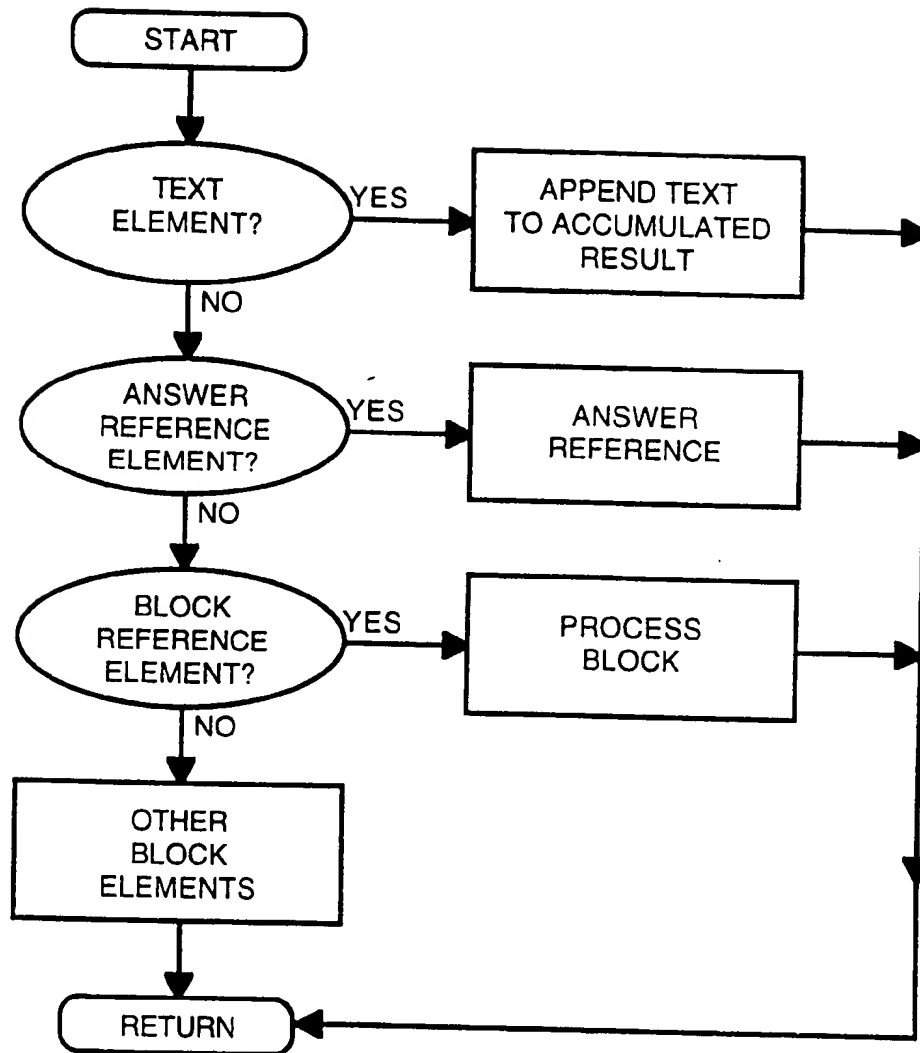 START
TEXT
ELEMENT?
YES
APPEND TEXT
TO ACCUMULATED
RESULT
NO
ANSWER
REFERENCE
ELEMENT?
YES
ANSWER
REFERENCE
NO
BLOCK
REFERENCE
ELEMENT?
YES
PROCESS
BLOCK
NO
OTHER
BLOCK
ELEMENTS
RETURN